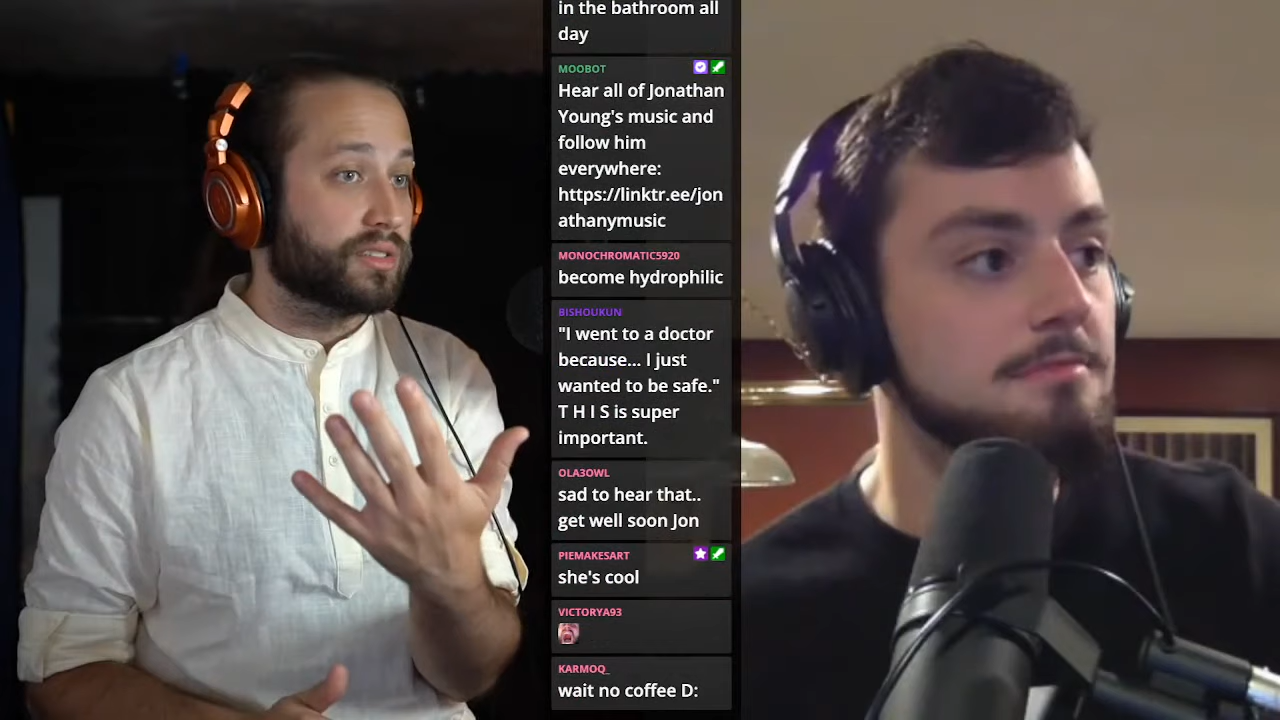 in the bathroom all
day
MOOBOT
Hear all of Jonathan
Young's music and
follow him
everywhere:
https://linktr.ee/jon
athanymusic
MONOCHROMATIC5920
become hydrophilic
BISHOUKUN
"I went to a doctor
because... I just
wanted to be safe."
T H I S is super
important.
OLA3OWL
sad to hear that..
get well soon Jon
PIEMAKESART
she's cool
VICTORYA93
KARMOQ_
wait no coffee D: